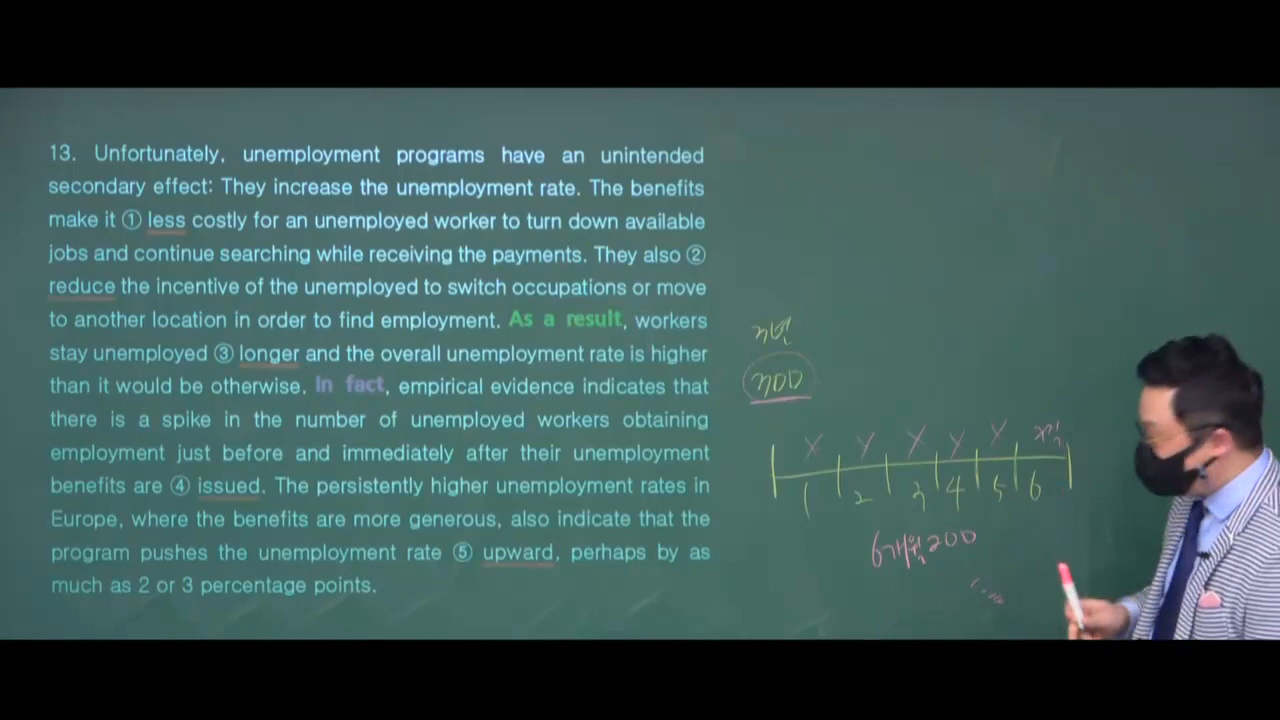 13. Unfortunately, unemployment programs have an unintended
secondary effect: They increase the unemployment rate. The benefits
make it ① less costly for an unemployed worker to turn down available
jobs and continue searching while receiving the payments. They also ②
reduce the incentive of the unemployed to switch occupations or move
to another location in order to find employment. As a result, workers
stay unemployed ③ longer and the overall unemployment rate is higher
than it would be otherwise. In fact, empirical evidence indicates that
there is a spike in the number of unemployed workers obtaining
employment just before and immediately after their unemployment
benefits are ④ issued. The persistently higher unemployment rates in
Europe, where the benefits are more generous, also indicate that the
program pushes the unemployment rate ⑤ upward, perhaps by as
much as 2 or 3 percentage points.
1 2 3 4 5 6
6개월 200